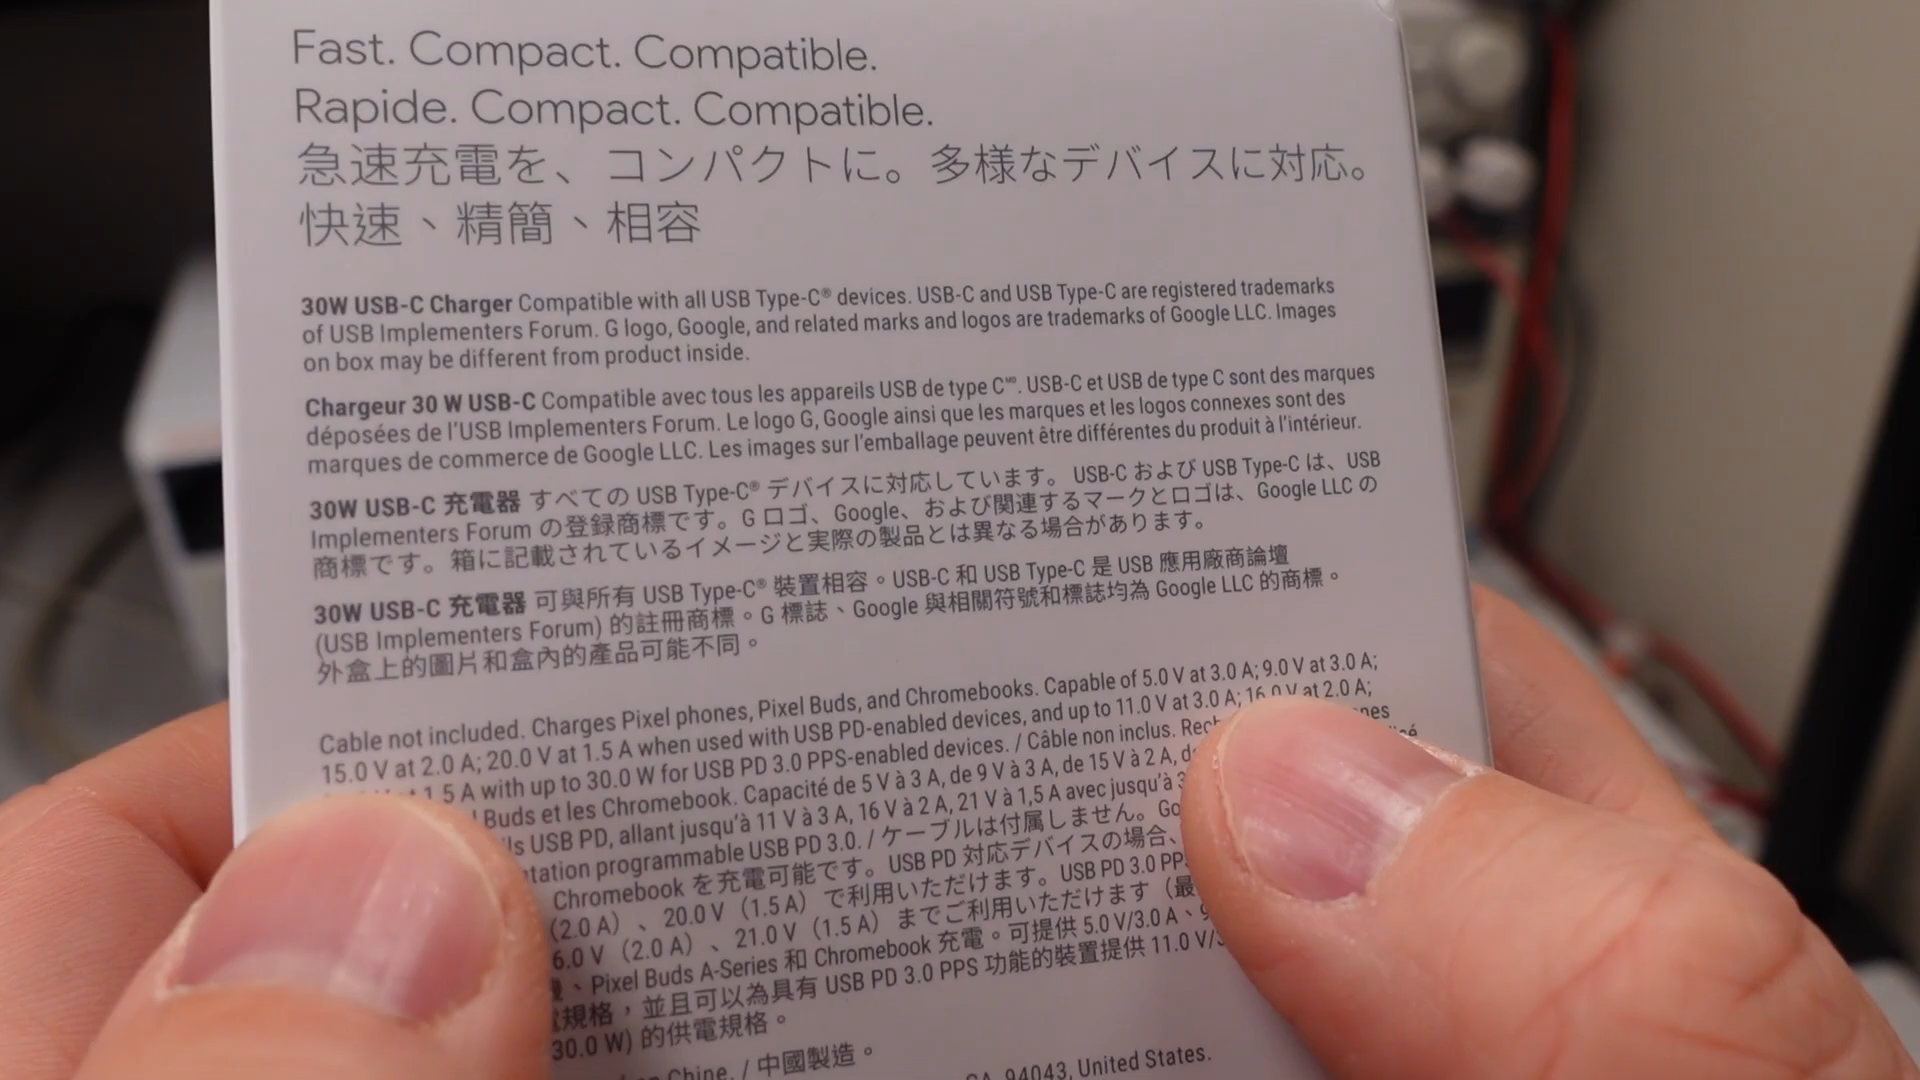 Fast. Compact. Compatible.
Rapide. Compact. Compatible.
急速充電を、コンパクトに。多様なデバイスに対応。
快速、精簡、相容
30W USB-C Charger Compatible with all USB Type-C® devices. USB-C and USB Type-C are registered trademarks
of USB Implementers Forum. G logo, Google, and related marks and logos are trademarks of Google LLC. Images
on box may be different from product inside.
Chargeur 30 W USB-C Compatible avec tous les appareils USB de type Cᴹᴰ. USB-C et USB de type C sont des marques
déposées de l’USB Implementers Forum. Le logo G, Google ainsi que les marques et les logos connexes sont des
marques de commerce de Google LLC. Les images sur l’emballage peuvent être différentes du produit à l’intérieur.
30W USB-C 充電器 すべての USB Type-C® デバイスに対応しています。 USB-C および USB Type-C は、USB
Implementers Forum の登録商標です。G ロゴ、Google、および関連するマークとロゴは、Google LLC の
商標です。箱に記載されているイメージと実際の製品とは異なる場合があります。
30W USB-C 充電器 可與所有 USB Type-C® 裝置相容。USB-C 和 USB Type-C 是 USB 應用廠商論壇
(USB Implementers Forum) 的註冊商標。G 標誌、Google 與相關符號和標誌均為 Google LLC 的商標。
外盒上的圖片和盒內的產品可能不同。
Cable not included. Charges Pixel phones, Pixel Buds, and Chromebooks. Capable of 5.0 V at 3.0 A; 9.0 V at 3.0 A;
15.0 V at 2.0 A; 20.0 V at 1.5 A when used with USB PD-enabled devices, and up to 11.0 V at 3.0 A; 16.0 V at 2.0 A;
1.5 A with up to 30.0 W for USB PD 3.0 PPS-enabled devices. / Câble non inclus.
Buds et les Chromebook. Capacité de 5 V à 3 A, de 9 V à 3 A, de 15 V à 2 A,
USB PD, allant jusqu’à 11 V à 3 A, 16 V à 2 A, 21 V à 1,5 A avec jusqu’à
programmable USB PD 3.0. / ケーブルは付属しません。
Chromebook を充電可能です。USB PD 対応デバイスの場合、
（2.0 A）、20.0 V（1.5 A）で利用いただけます。USB PD 3.0
6.0 V（2.0 A）、21.0 V（1.5 A）までご利用いただけます（最
、Pixel Buds A-Series 和 Chromebook 充電。可提供 5.0 V/3.0 A、
規格，並且可以為具有 USB PD 3.0 PPS 功能的裝置提供 11.0 V/
30.0 W) 的供電規格。
Chine. / 中國製造。
CA, 94043, United States.